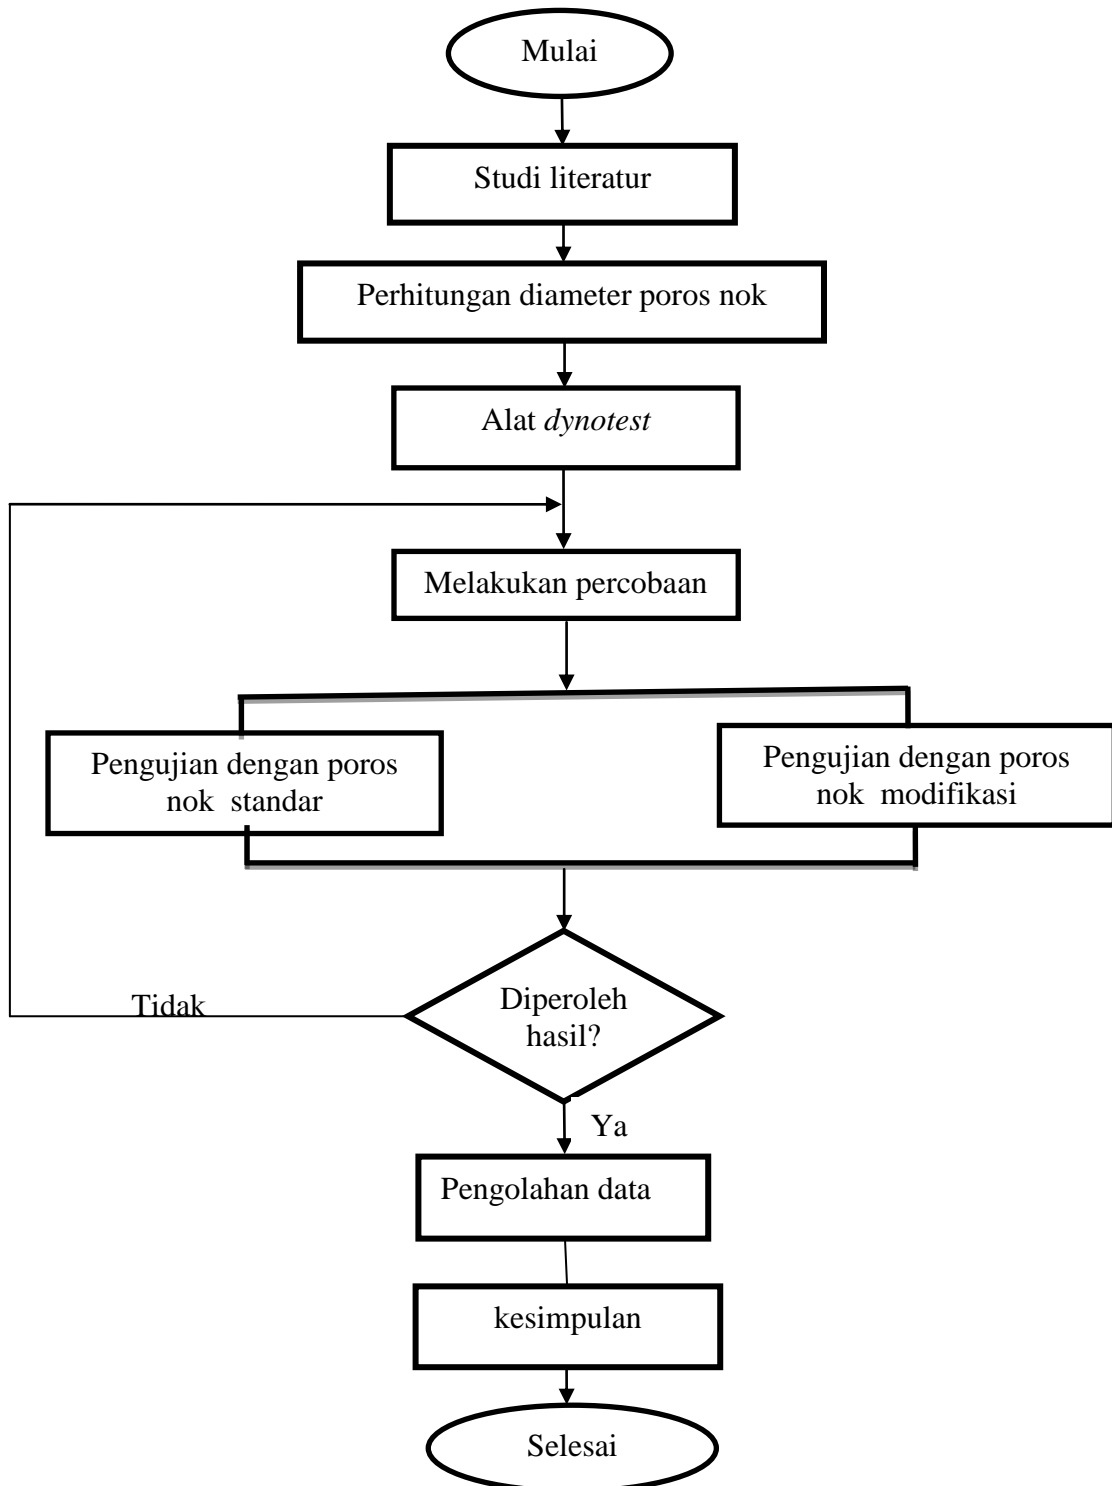 Mulai
Studi literatur
Perhitungan diameter poros nok
Alat dynotest
Melakukan percobaan
Pengujian dengan poros
nok standar
Pengujian dengan poros
nok modifikasi
Diperoleh
hasil?
Tidak
Ya
Pengolahan data
kesimpulan
Selesai